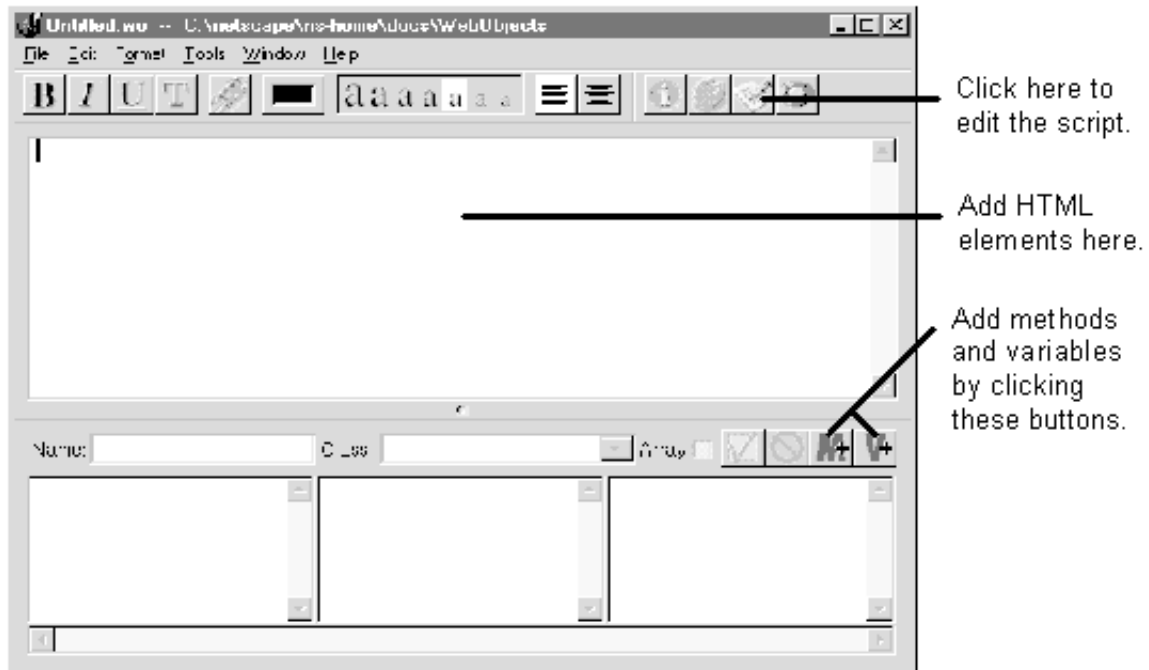 Untitled.wo -- C:\netscape\ns-home\docs\WebObjects
File Edit Format Tools Window Help
B I U T a a a a a a a
Click here to
edit the script.
Add HTML
elements here.
Add methods
and variables
by clicking
these buttons.
Name: Class Array M+ V+